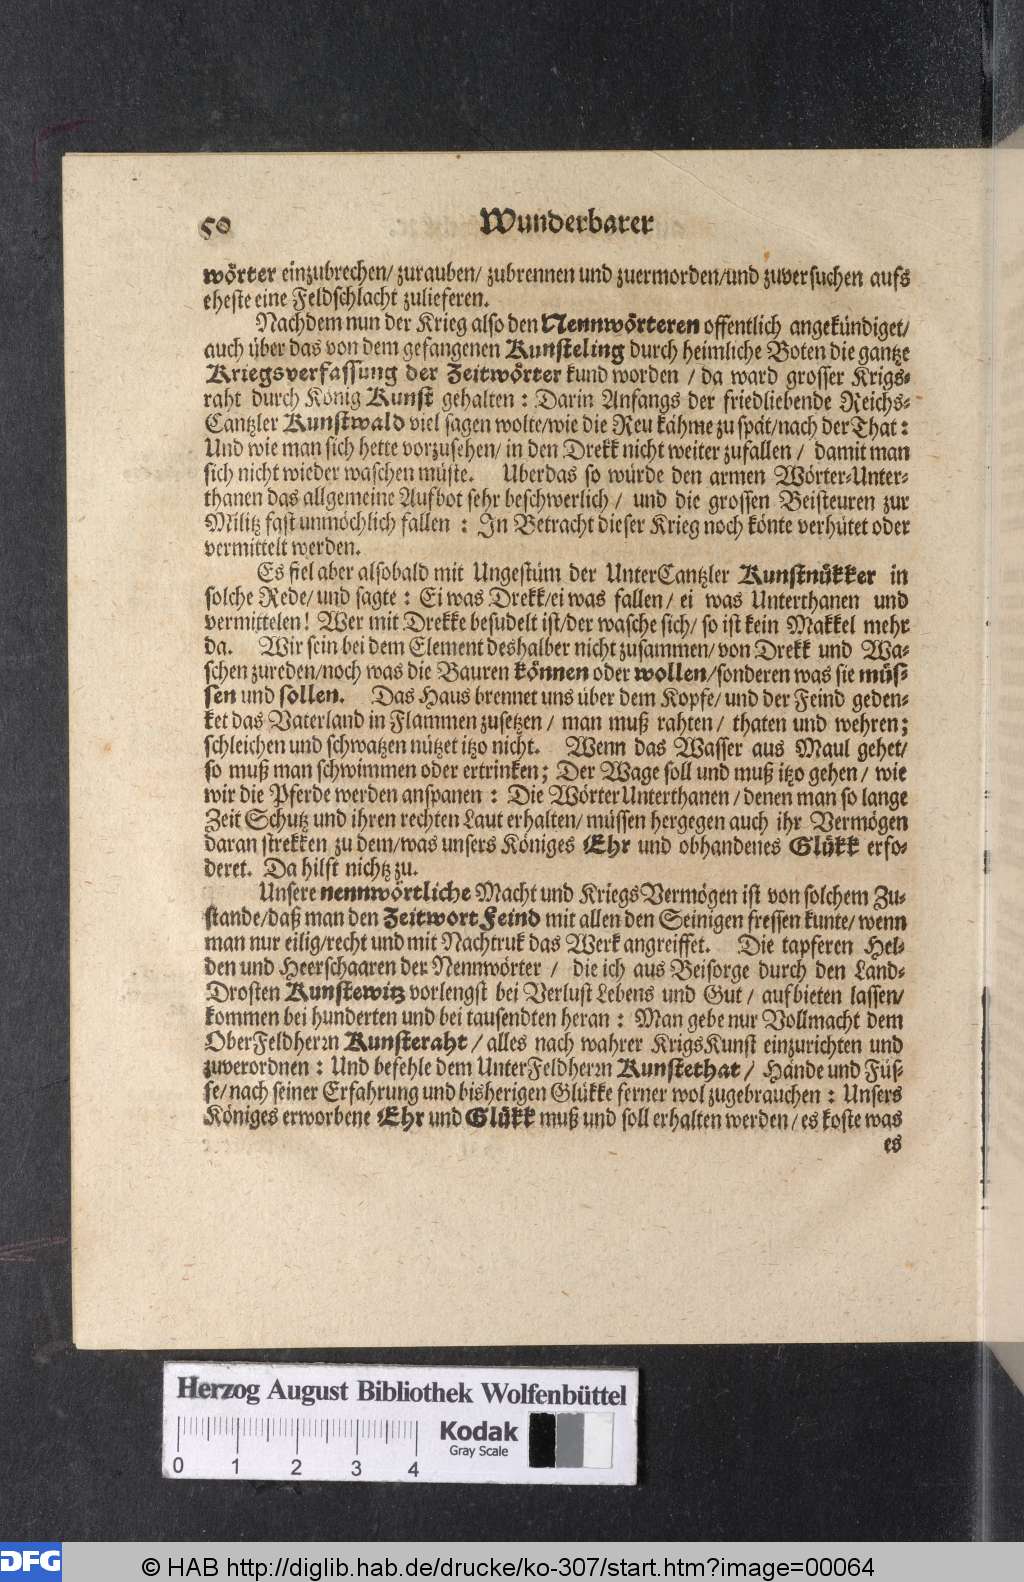 50 Wunderbarer
wörter einzubrechen/ zurauben/ zubrennen und zuermorden/und zuversuchen aufs
eheste eine Feldschlacht zulieferen.
Nachdem nun der Krieg also den Nennwörteren offentlich angekündiget/
auch über das von dem gefangenen Kunsteling durch heimliche Boten die gantze
Kriegsverfassung der Zeitwörter kund worden / da ward grosser Krigs-
raht durch König Kunst gehalten : Darin Anfangs der friedliebende Reichs-
Cantzler Kunstwald viel sagen wolte/wie die Reu kähme zu spät/nach der That :
Und wie man sich hette vorzusehen/ in den Drekk nicht weiter zufallen / damit man
sich nicht wieder waschen müste. Uberdas so würde den armen Wörter-Unter-
thanen das allgemeine Aufbot sehr beschwerlich / und die grossen Beisteuren zur
Militz fast unmöchlich fallen : In Betracht dieser Krieg noch könte verhütet oder
vermittelt werden.
Es fiel aber alsobald mit Ungestüm der UnterCantzler Kunstnükker in
solche Rede/ und sagte : Ei was Drekk/ei was fallen/ ei was Unterthanen und
vermittelen! Wer mit Drekke besudelt ist/der wasche sich/ so ist kein Makkel mehr
da. Wir sein bei dem Element deshalber nicht zusammen/ von Drekk und Wa-
schen zureden/noch was die Bauren können oder wollen/sonderen was sie müs-
sen und sollen. Das Haus brennet uns über dem Kopfe/ und der Feind geden-
ket das Vaterland in Flammen zusetzen / man muß rahten/ thaten und wehren;
schleichen und schwatzen nützet itzo nicht. Wenn das Wasser aus Maul gehet/
so muß man schwimmen oder ertrinken; Der Wage soll und muß itzo gehen/ wie
wir die Pferde werden anspanen : Die WörterUnterthanen / denen man so lange
Zeit Schutz und ihren rechten Laut erhalten/ müssen hergegen auch ihr Vermögen
daran strekken zu dem/was unsers Königes Ehr und obhandenes Glükk erfo-
deret. Da hilft nichtz zu.
Unsere nennwörtliche Macht und KriegsVermögen ist von solchem Zu-
stande/daß man den Zeitwort Feind mit allen den Seinigen fressen kunte/ wenn
man nur eilig/recht und mit Nachtruk das Werk angreiffet. Die tapferen Hel-
den und Heerschaaren der Nennwörter / die ich aus Beisorge durch den Land-
Drosten Kunstewitz vorlengst bei Verlust Lebens und Gut / aufbieten lassen/
kommen bei hunderten und bei tausendten heran : Man gebe nur Vollmacht dem
OberFeldherrn Kunsteraht / alles nach wahrer KrigsKunst einzurichten und
zuverordnen : Und befehle dem UnterFeldherrn Kunstethat / Hände und Füs-
se/ nach seiner Erfahrung und bisherigen Glükke ferner wol zugebrauchen : Unsers
Königes erworbene Ehr und Glükk muß und soll erhalten werden / es koste was
es
Herzog August Bibliothek Wolfenbüttel
Kodak
Gray Scale
0 1 2 3 4
DFG © HAB http://diglib.hab.de/drucke/ko-307/start.htm?image=00064